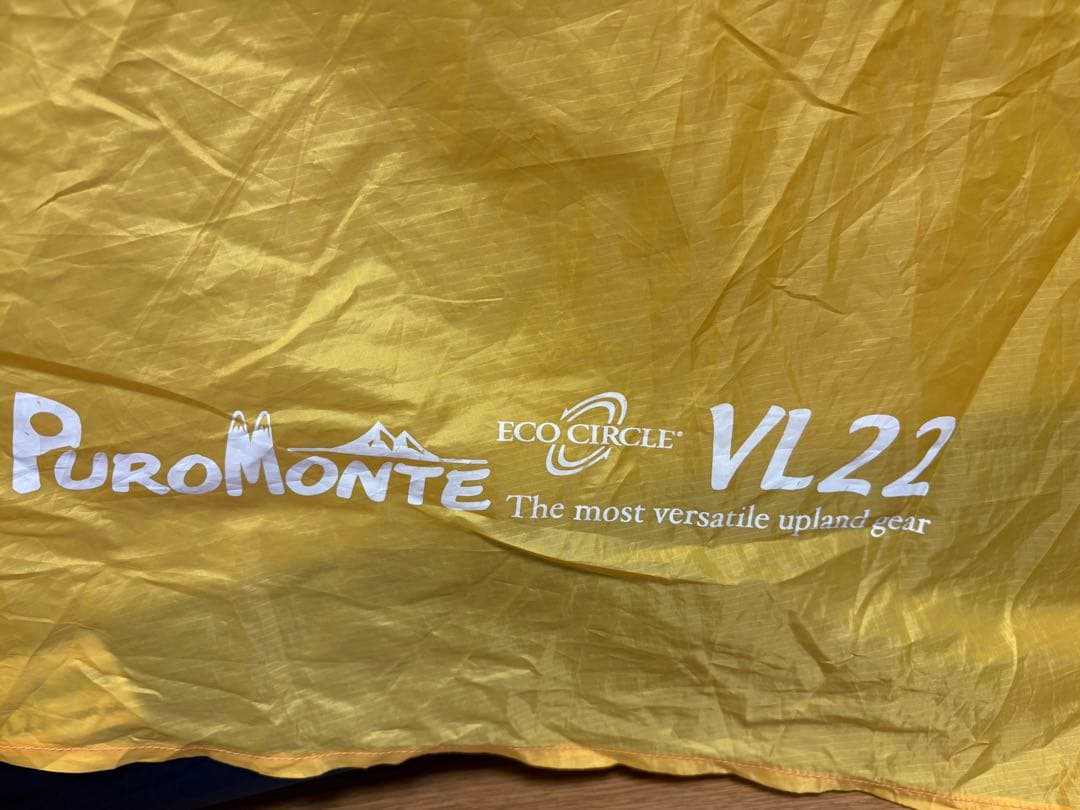 PUROMONTE ECO CIRCLE® VL22
The most versatile upland gear